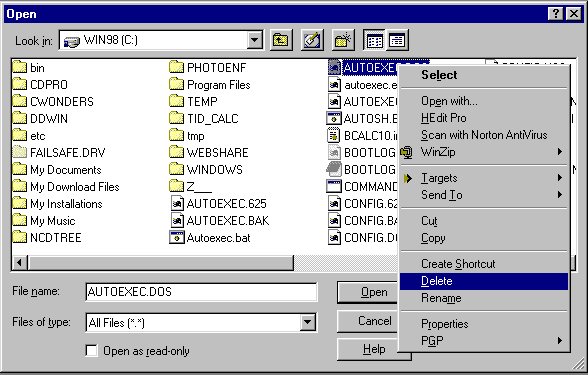 Open
Look in: WIN98 (C:)
bin
CDPRO
CWONDERS
DDWIN
etc
FAILSAFE.DRV
My Documents
My Download Files
My Installations
My Music
NCDTREE
PHOTOENF
Program Files
TEMP
TID_CALC
tmp
WEBSHARE
WINDOWS
Z___
AUTOEXEC.625
AUTOEXEC.BAK
Autoexec.bat
AUTOEXEC.DOS
autoexec.e
AUTOSH.B
BCALC10.i
BOOTLOG
BOOTLOG
COMMAND
CONFIG.62
CONFIG.BA
CONFIG.DO
Select
Open with...
HEdit Pro
Scan with Norton AntiVirus
WinZip
Targets
Send To
Cut
Copy
Create Shortcut
Delete
Rename
Properties
PGP
File name: AUTOEXEC.DOS
Open
Files of type: All Files (*.*)
Cancel
Open as read-only
Help